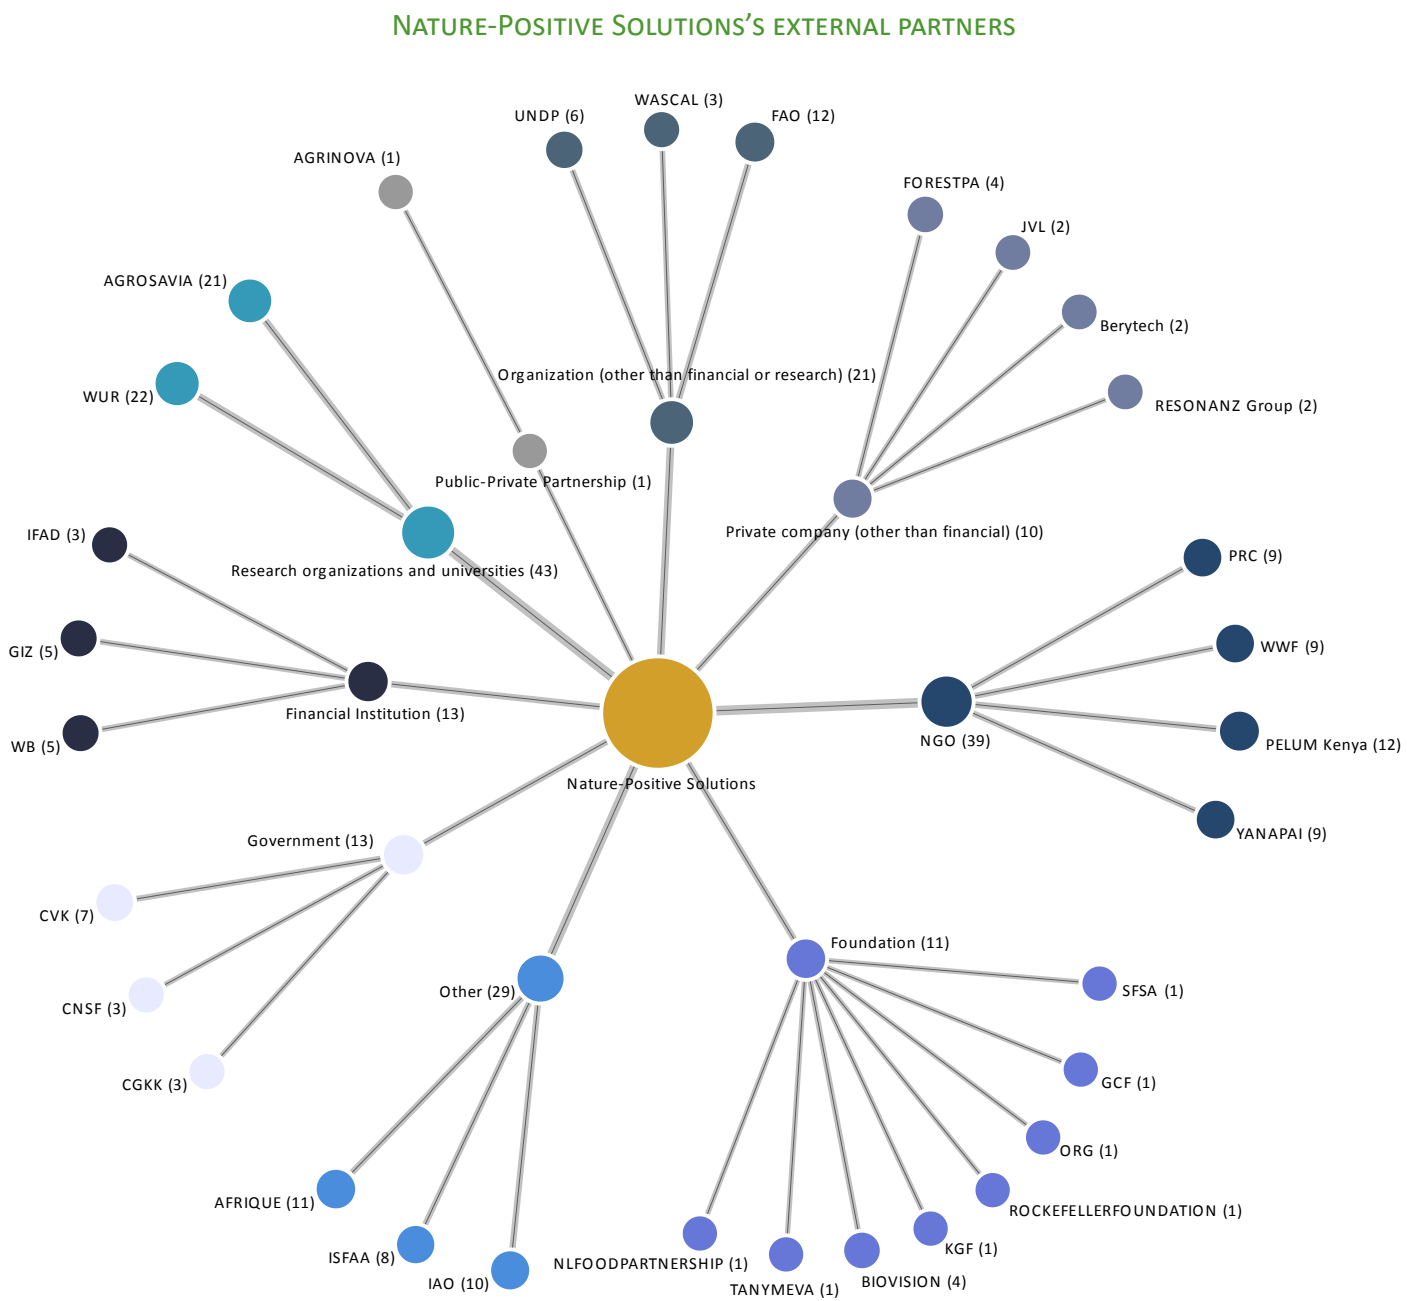 Nature-Positive Solutions's external partners
WASCAL (3)
UNDP (6)
FAO (12)
AGRINOVA (1)
FORESTPA (4)
JVL (2)
AGROSAVIA (21)
Berytech (2)
Organization (other than financial or research) (21)
WUR (22)
RESONANZ Group (2)
Public-Private Partnership (1)
Private company (other than financial) (10)
IFAD (3)
PRC (9)
Research organizations and universities (43)
WWF (9)
GIZ (5)
Financial Institution (13)
NGO (39)
WB (5)
PELUM Kenya (12)
Nature-Positive Solutions
YANAPAI (9)
Government (13)
CVK (7)
Foundation (11)
Other (29)
SFSA (1)
CNSF (3)
CGKK (3)
GCF (1)
ORG (1)
AFRIQUE (11)
ROCKEFELLERFOUNDATION (1)
KGF (1)
ISFAA (8)
NLFOODPARTNERSHIP (1)
IAO (10)
BIOVISION (4)
TANYMEVA (1)